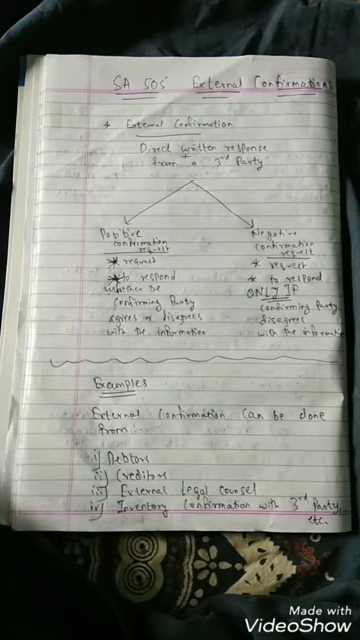 SA 505 External Confirmations
* External Confirmation
Direct written response
+
from a 3rd Party
Positive
confirmation
request
* request
* to respond
whether the
confirming Party
agrees or disagrees
with the information
Negative
confirmation
request
* request
* to respond
ONLY IF
confirming Party
disagrees
with the information
Examples
External Confirmation can be done
from :-
i) Debtors
ii) Creditors
iii) External Legal Counsel
iv) Inventory Confirmation with 3rd Party,
etc.
Made with
VideoShow